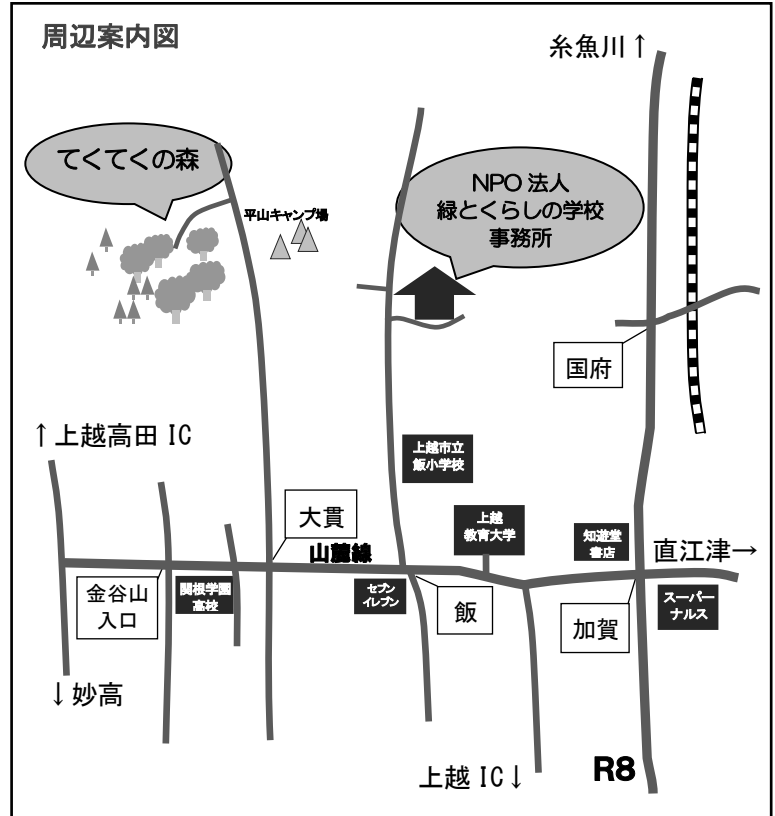 周辺案内図
糸魚川↑
てくてくの森
平山キャンプ場
NPO 法人
緑とくらしの学校
事務所
国府
↑上越高田 IC
上越市立
飯小学校
大貫
上越
教育大学
知遊堂
書店
直江津→
山麓線
金谷山
入口
関根学園
高校
セブン
イレブン
飯
加賀
スーパー
ナルス
↓妙高
上越 IC↓
R8